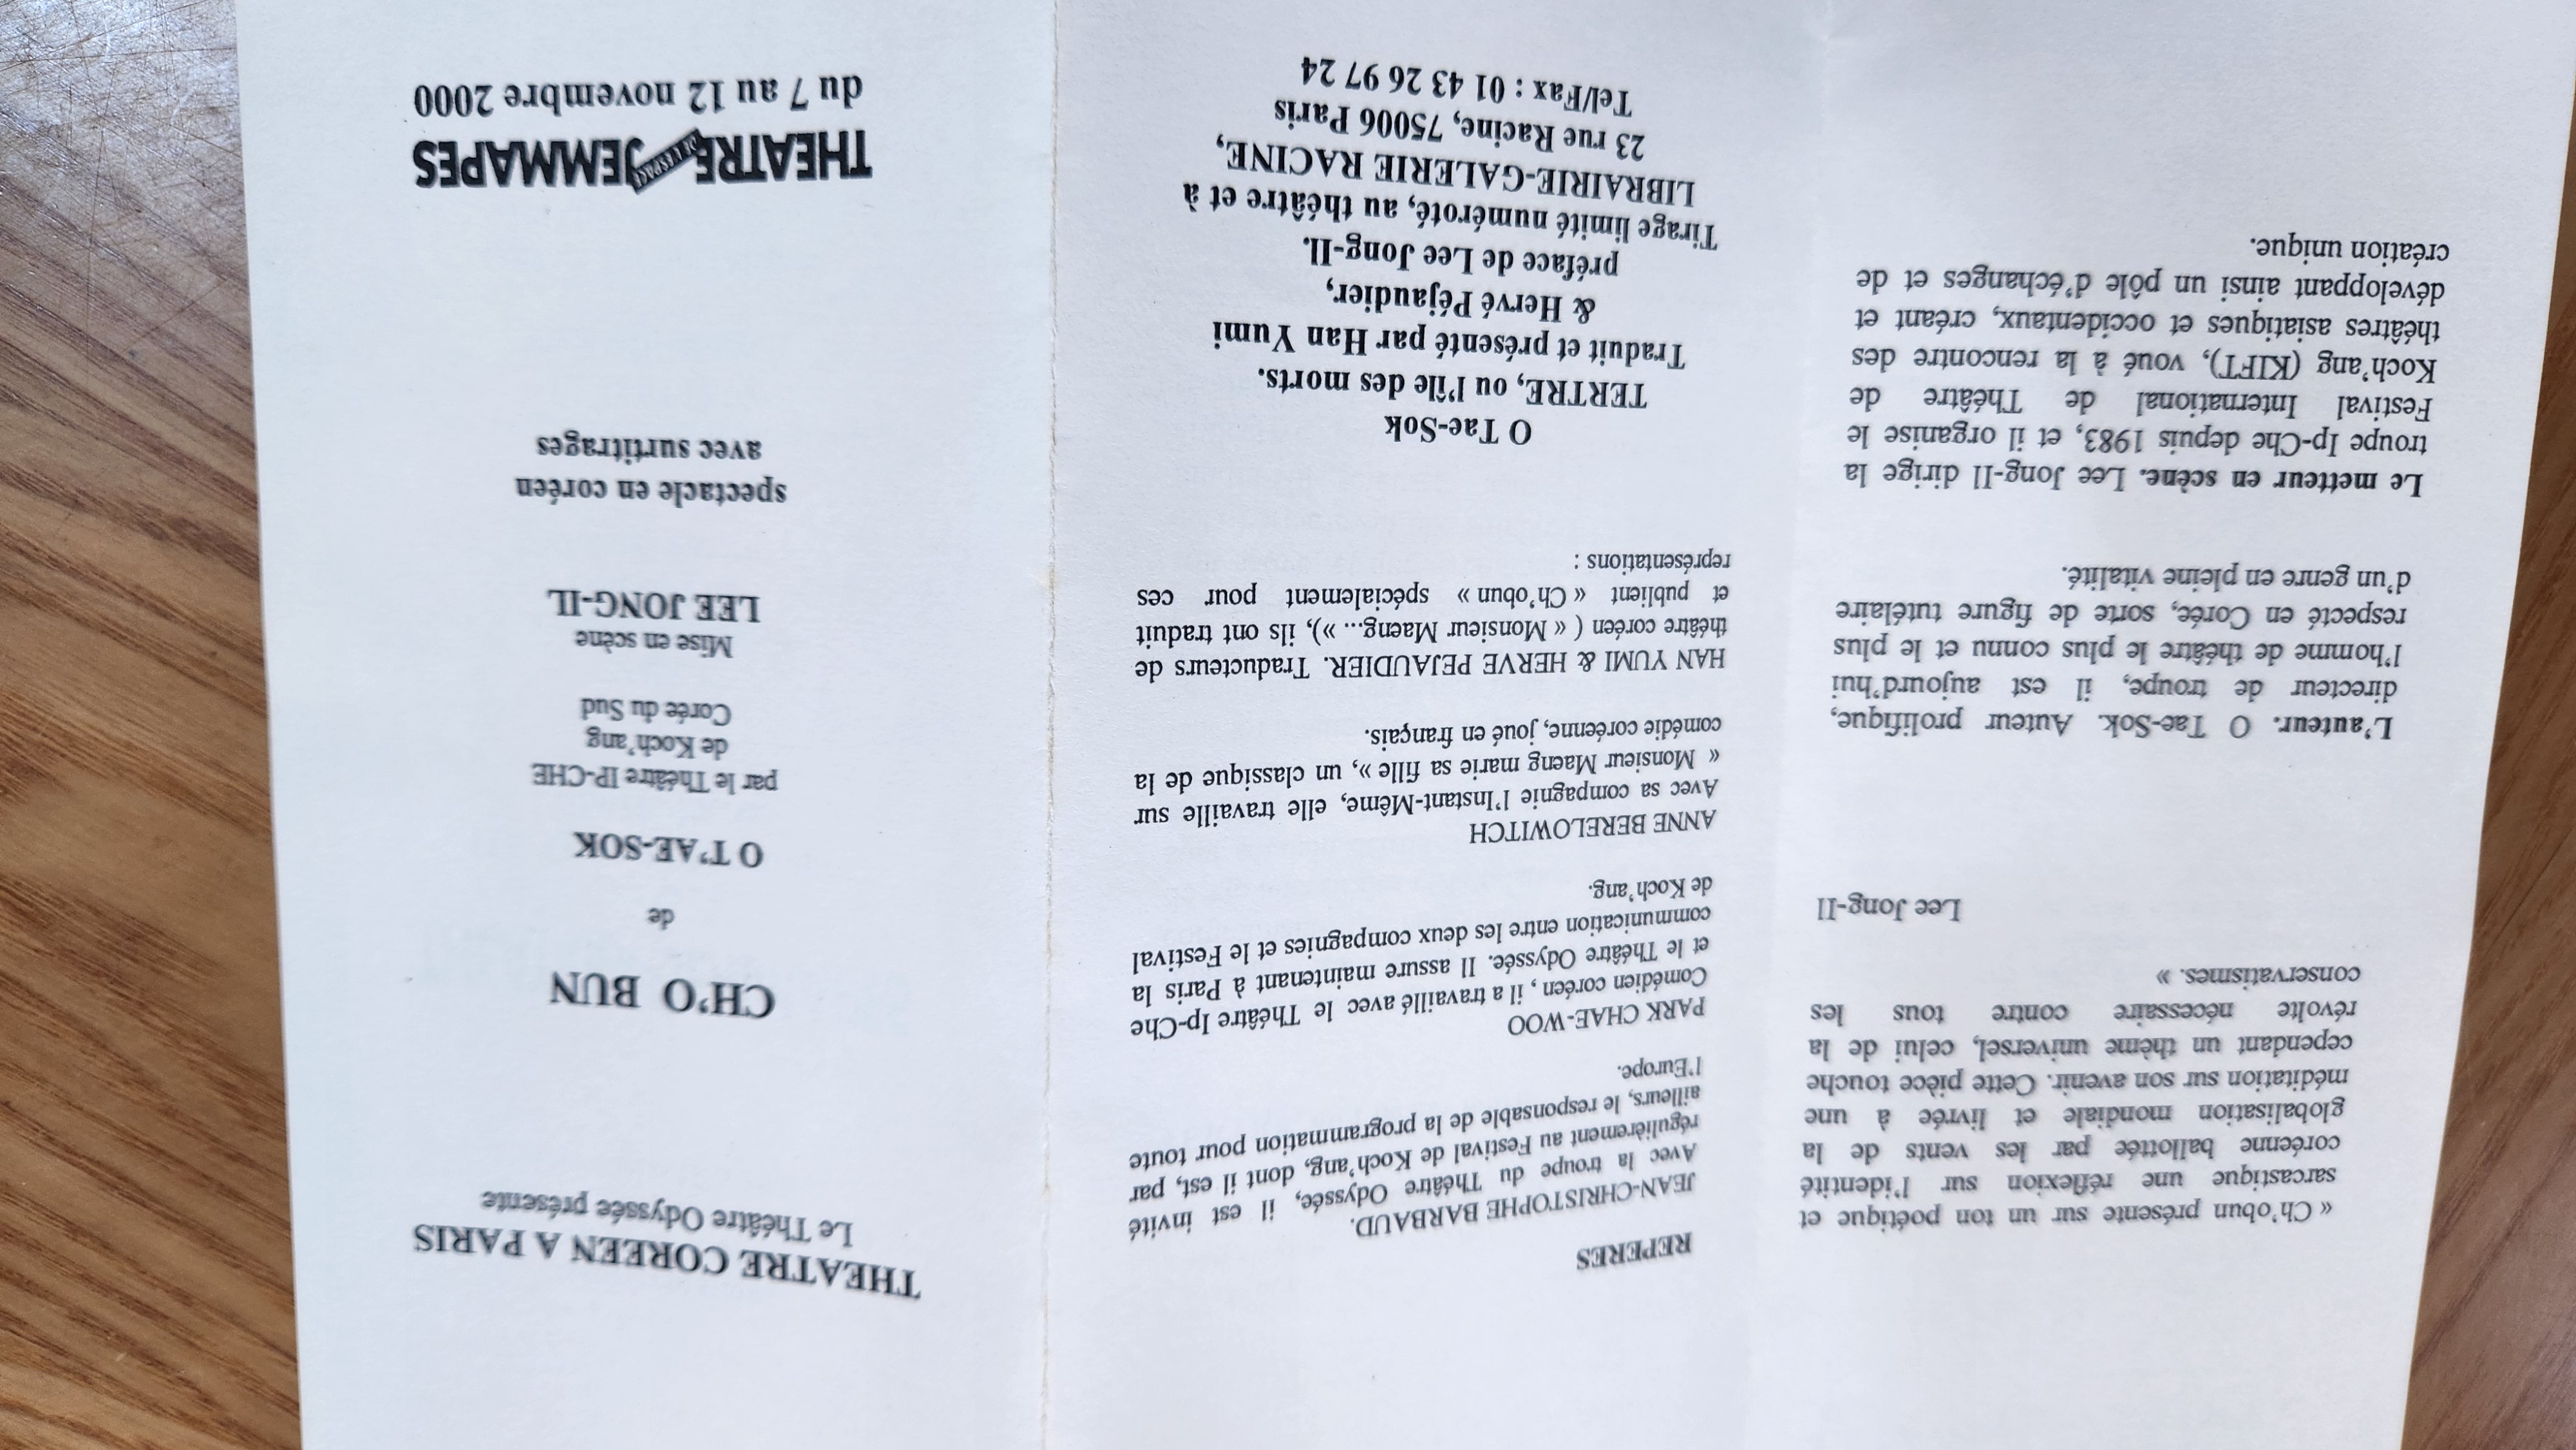 « Ch'obun présente sur un ton poétique et
sarcastique une réflexion sur l'identité
coréenne ballottée par les vents de la
globalisation mondiale et livrée à une
méditation sur son avenir. Cette pièce touche
cependant un thème universel, celui de la
révolte nécessaire contre tous les
conservatismes. »
Lee Jong-Il
L'auteur. O Tae-Sok. Auteur prolifique,
directeur de troupe, il est aujourd'hui
l'homme de théâtre le plus connu et le plus
respecté en Corée, sorte de figure tutélaire
d'un genre en pleine vitalité.
Le metteur en scène. Lee Jong-Il dirige la
troupe Ip-Che depuis 1983, et il organise le
Festival International de Théâtre de
Koch'ang (KIFT), voué à la rencontre des
théâtres asiatiques et occidentaux, créant et
développant ainsi un pôle d'échanges et de
création unique.
REPERES
JEAN-CHRISTOPHE BARBAUD.
Avec la troupe du Théâtre Odyssée, il est invité
régulièrement au Festival de Koch'ang, dont il est, par
ailleurs, le responsable de la programmation pour toute
l'Europe.
PARK CHAE-WOO
Comédien coréen , il a travaillé avec le Théâtre Ip-Che
et le Théâtre Odyssée. Il assure maintenant à Paris la
communication entre les deux compagnies et le Festival
de Koch'ang.
ANNE BERELOWITCH
Avec sa compagnie l'Instant-Même, elle travaille sur
« Monsieur Maeng marie sa fille », un classique de la
comédie coréenne, joué en français.
HAN YUMI & HERVE PEJAUDIER. Traducteurs de
théâtre coréen ( « Monsieur Maeng... »), ils ont traduit
et publient « Ch'obun » spécialement pour ces
représentations :
O Tae-Sok
TERTRE, ou l'île des morts.
Traduit et présenté par Han Yumi
& Hervé Péjaudier,
préface de Lee Jong-Il.
Tirage limité numéroté, au théâtre et à
LIBRAIRIE-GALERIE RACINE,
23 rue Racine, 75006 Paris
Tel/Fax : 01 43 26 97 24
THEATRE COREEN A PARIS
Le Théâtre Odyssée présente
CH'O BUN
de
O T'AE-SOK
par le Théâtre IP-CHE
de Koch'ang
Corée du Sud
Mise en scène
LEE JONG-IL
spectacle en coréen
avec surtitrages
THEATRE DE L'ESPACE JEMMAPES
du 7 au 12 novembre 2000